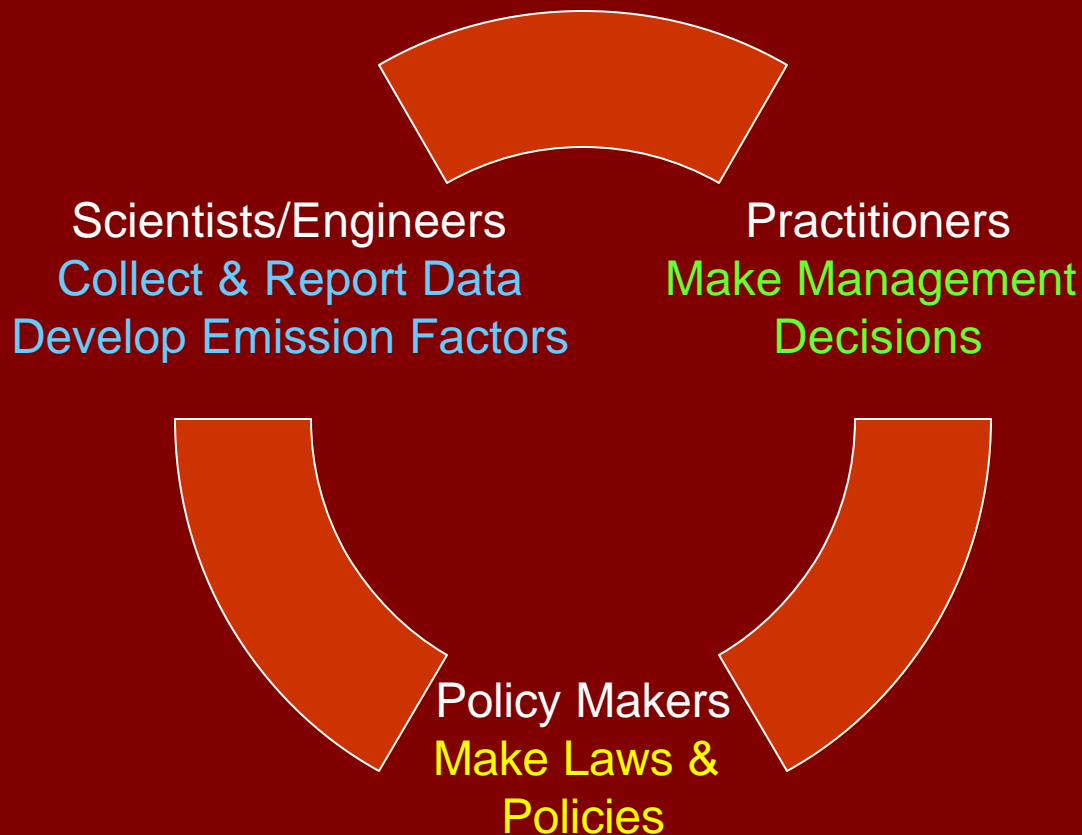 Scientists/Engineers
Collect & Report Data
Develop Emission Factors
Practitioners
Make Management
Decisions
Policy Makers
Make Laws &
Policies